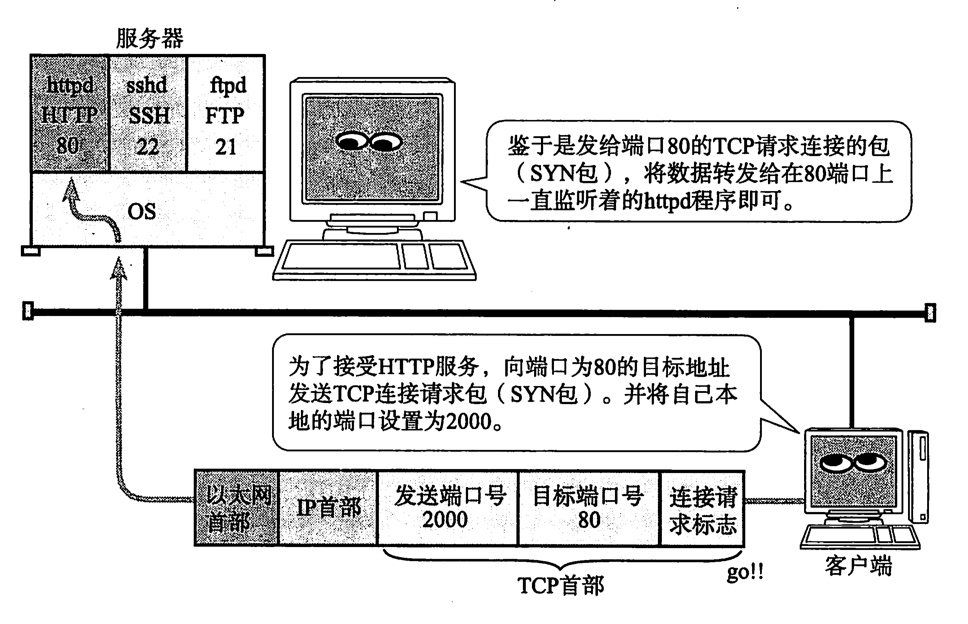 服务器
httpd sshd ftpd
HTTP SSH FTP
80 22 21
OS
鉴于是发给端口80的TCP请求连接的包
（SYN包），将数据转发给在80端口上
一直监听着的httpd程序即可。
为了接受HTTP服务，向端口为80的目标地址
发送TCP连接请求包（SYN包）。并将自己本
地的端口设置为2000。
以太网
首部
IP首部
发送端口号
2000
目标端口号
80
连接请
求标志
TCP首部
go!!
客户端